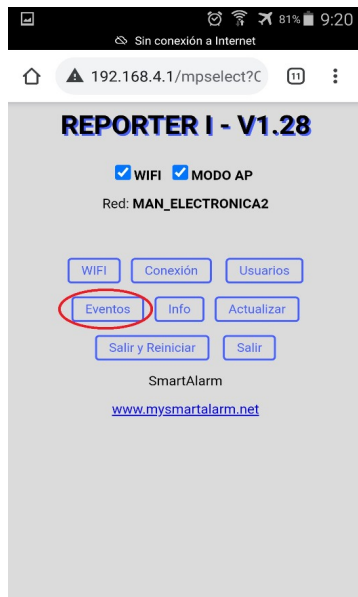 81% 9:20
Sin conexión a Internet
192.168.4.1/mpselect?C 11
REPORTER I - V1.28
WIFI MODO AP
Red: MAN_ELECTRONICA2
WIFI Conexión Usuarios
Eventos Info Actualizar
Salir y Reiniciar Salir
SmartAlarm
www.mysmartalarm.net